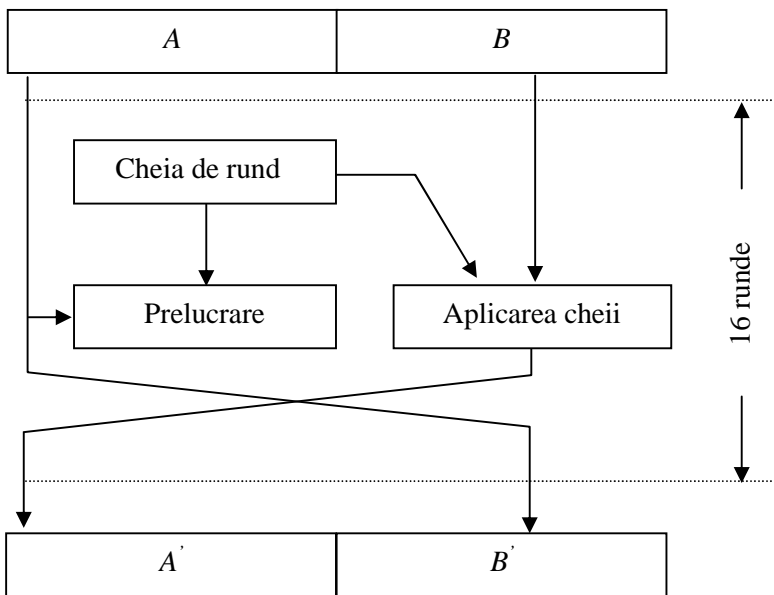 A B
Cheia de rund
Prelucrare
Aplicarea cheii
16 runde
A' B'